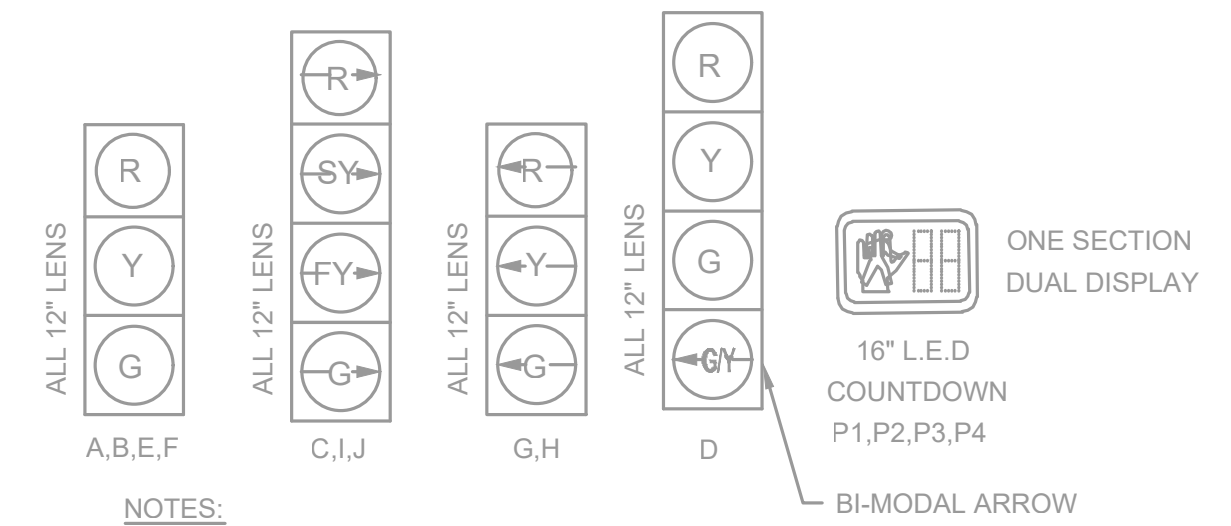 ALL 12" LENS
R
Y
G
A,B,E,F
ALL 12" LENS
R
SY
FY
G
C,I,J
ALL 12" LENS
R
Y
G
G,H
ALL 12" LENS
R
Y
G
G/Y
D
ONE SECTION
DUAL DISPLAY
16" L.E.D
COUNTDOWN
P1,P2,P3,P4
BI-MODAL ARROW
NOTES: